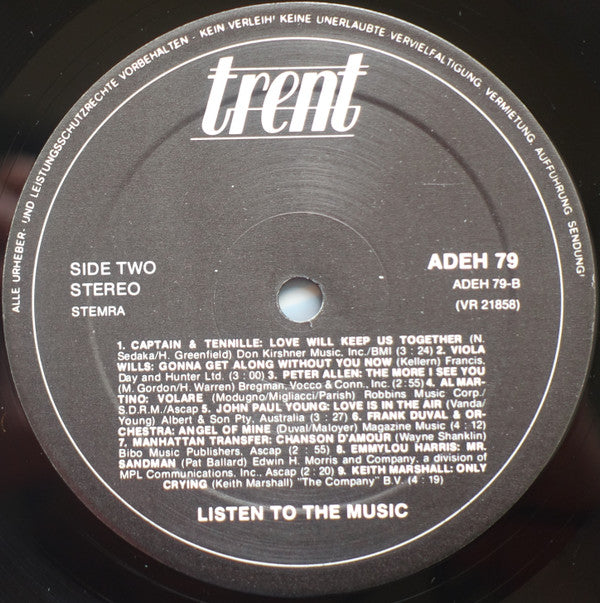 ALLE URHEBER- UND LEISTUNGSSCHUTZRECHTE VORBEHALTEN - KEIN VERLEIH! KEINE UNERLAUBTE VERVIELFALTIGUNG, VERMIETUNG, AUFFUHRUNG, SENDUNG!
trent
SIDE TWO
STEREO
STEMRA
ADEH 79
ADEH 79-B
(VR 21858)
1. CAPTAIN & TENNILLE: LOVE WILL KEEP US TOGETHER (N.
Sedaka/H. Greenfield) Don Kirshner Music, Inc./BMI (3 : 24) 2. VIOLA
WILLS: GONNA GET ALONG WITHOUT YOU NOW (Kellern) Francis,
Day and Hunter Ltd. (3 : 00) 3. PETER ALLEN: THE MORE I SEE YOU
(M. Gordon/H. Warren) Bregman, Vocco & Conn., Inc. (2 : 55) 4. AL MAR-
TINO: VOLARE (Modugno/Migliacci/Parish) Robbins Music Corp./
S.D.R.M./Ascap 5. JOHN PAUL YOUNG: LOVE IS IN THE AIR (Vanda/
Young) Albert & Son Pty. Australia (3 : 27) 6. FRANK DUVAL & OR-
CHESTRA: ANGEL OF MINE (Duval/Maloyer) Magazine Music (4 : 12)
7. MANHATTAN TRANSFER: CHANSON D'AMOUR (Wayne Shanklin)
Bibo Music Publishers, Ascap (2 : 55) 8. EMMYLOU HARRIS: MR.
SANDMAN (Pat Ballard) Edwin H. Morris and Company, a division of
MPL Communications, Inc., Ascap (2 : 20) 9. KEITH MARSHALL: ONLY
CRYING (Keith Marshall) "The Company" B.V. (4 : 19)
LISTEN TO THE MUSIC